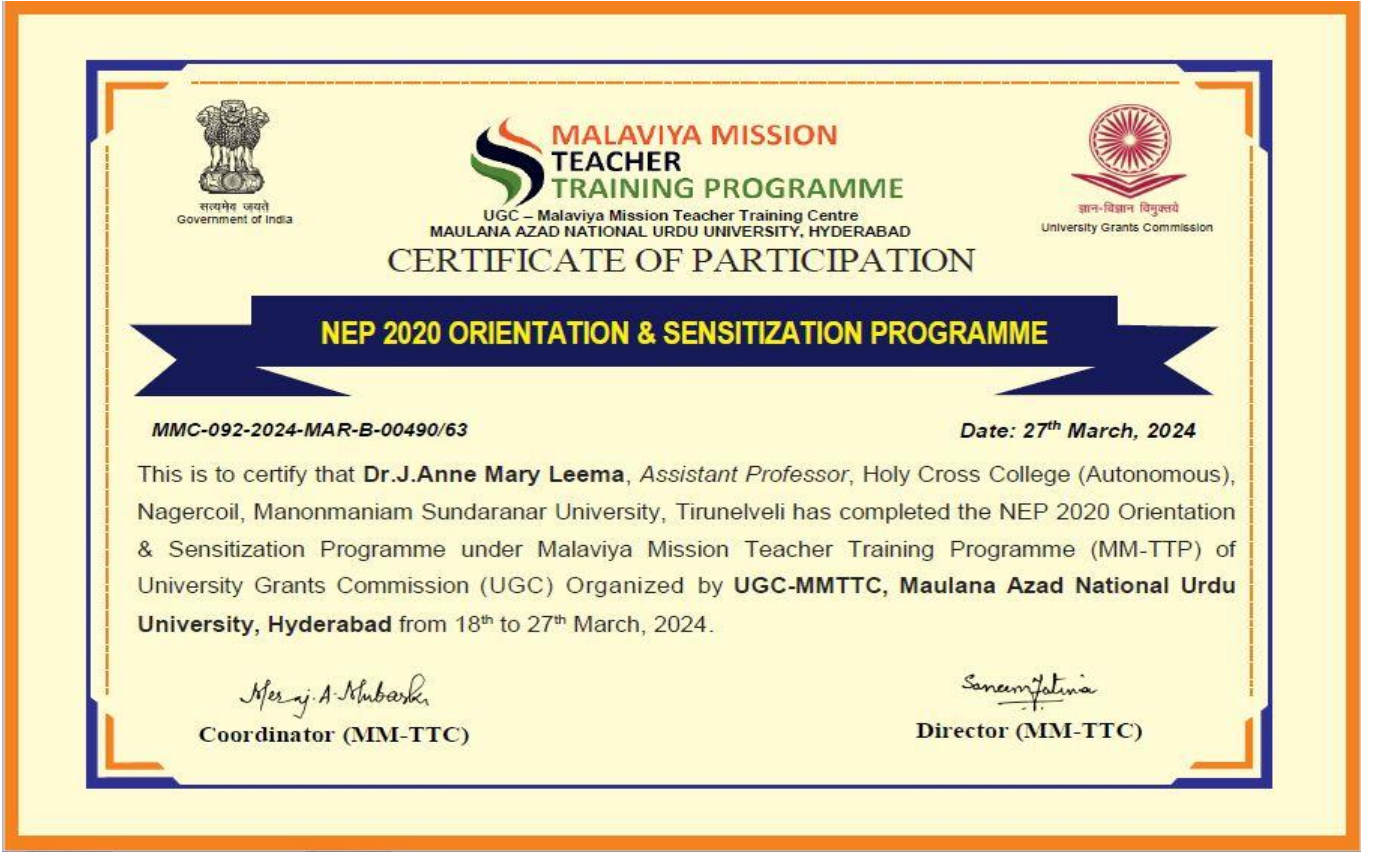 सत्यमेव जयते
Government of India
MALAVIYA MISSION
TEACHER
TRAINING PROGRAMME
UGC – Malaviya Mission Teacher Training Centre
MAULANA AZAD NATIONAL URDU UNIVERSITY, HYDERABAD
ज्ञान-विज्ञान विमुक्तये
University Grants Commission
CERTIFICATE OF PARTICIPATION
NEP 2020 ORIENTATION & SENSITIZATION PROGRAMME
MMC-092-2024-MAR-B-00490/63
Date: 27th March, 2024
This is to certify that Dr.J.Anne Mary Leema, Assistant Professor, Holy Cross College (Autonomous),
Nagercoil, Manonmaniam Sundaranar University, Tirunelveli has completed the NEP 2020 Orientation
& Sensitization Programme under Malaviya Mission Teacher Training Programme (MM-TTP) of
University Grants Commission (UGC) Organized by UGC-MMTTC, Maulana Azad National Urdu
University, Hyderabad from 18th to 27th March, 2024.
Meraj.A.
Coordinator (MM-TTC)
Director (MM-TTC)